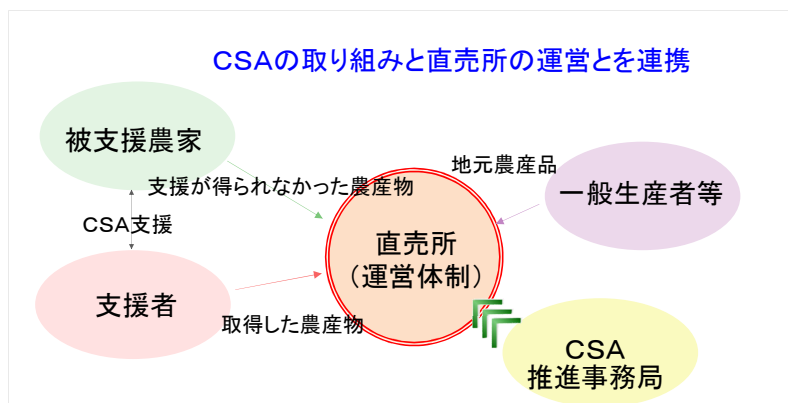 CSAの取り組みと直売所の運営とを連携
被支援農家
地元農産品
支援が得られなかった農産物
一般生産者等
CSA支援
直売所
（運営体制）
支援者
取得した農産物
CSA
推進事務局